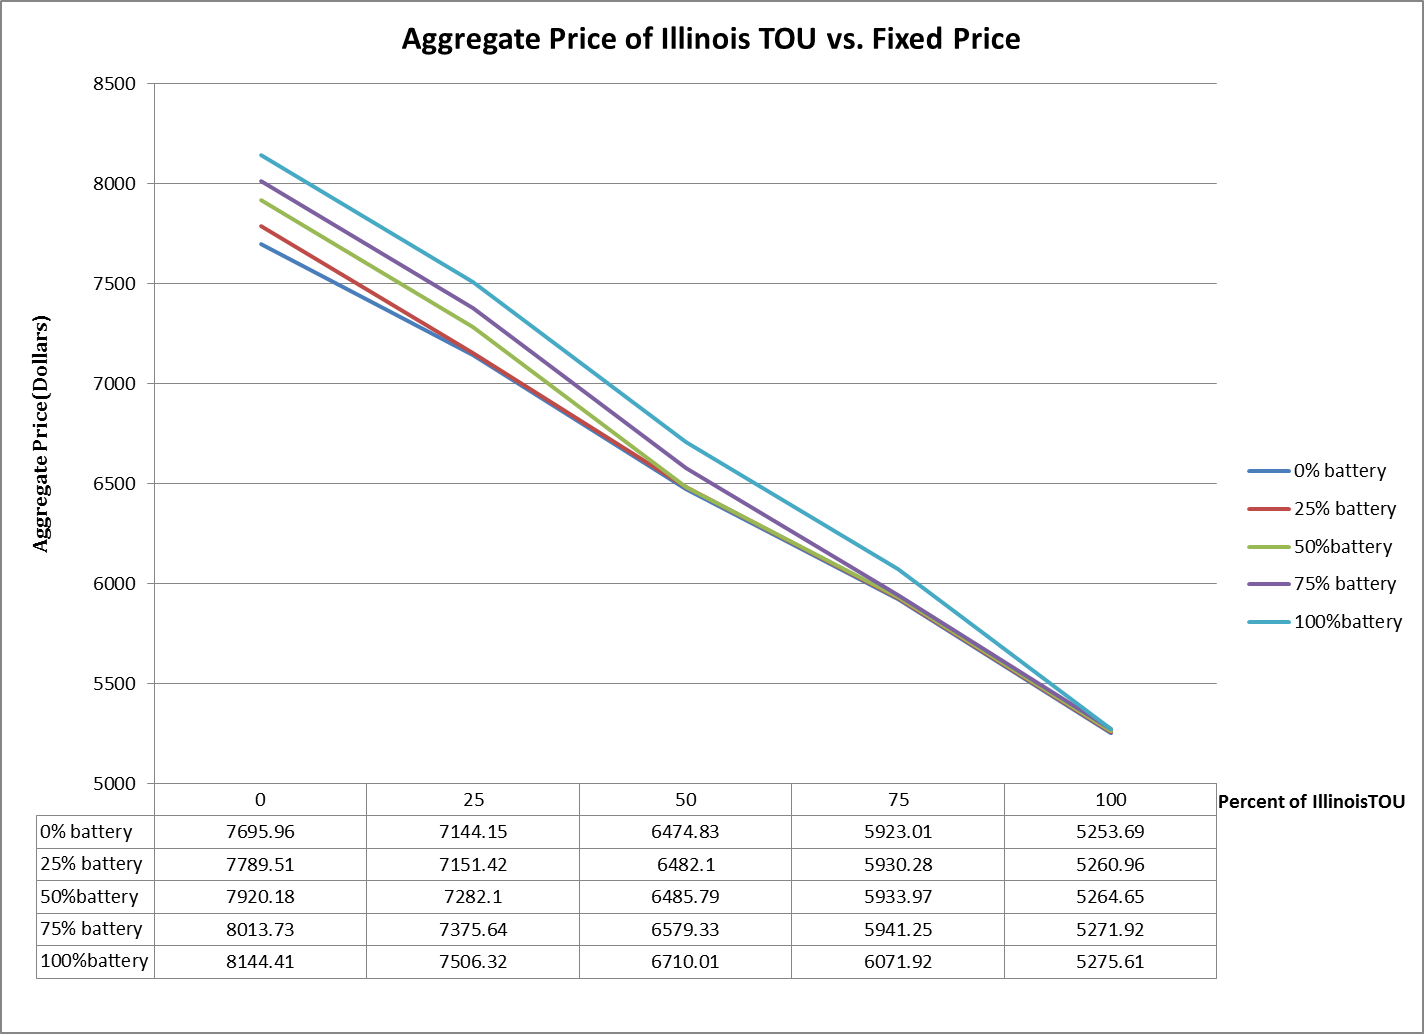 Aggregate Price of Illinois TOU vs. Fixed Price
Aggregate Price(Dollars)
8500
8000
7500
7000
6500
6000
5500
5000
0% battery
25% battery
50%battery
75% battery
100%battery
0 25 50 75 100 Percent of IllinoisTOU
0% battery 7695.96 7144.15 6474.83 5923.01 5253.69
25% battery 7789.51 7151.42 6482.1 5930.28 5260.96
50%battery 7920.18 7282.1 6485.79 5933.97 5264.65
75% battery 8013.73 7375.64 6579.33 5941.25 5271.92
100%battery 8144.41 7506.32 6710.01 6071.92 5275.61